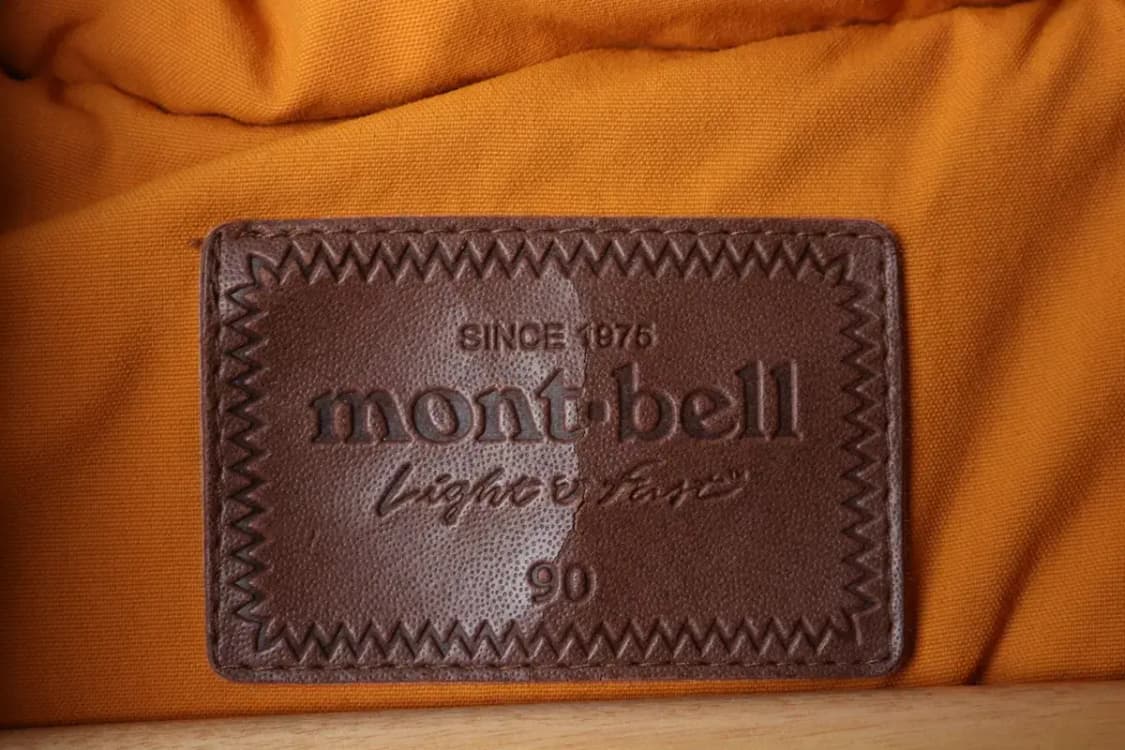 SINCE 1975
mont-bell
Light & Fast
90